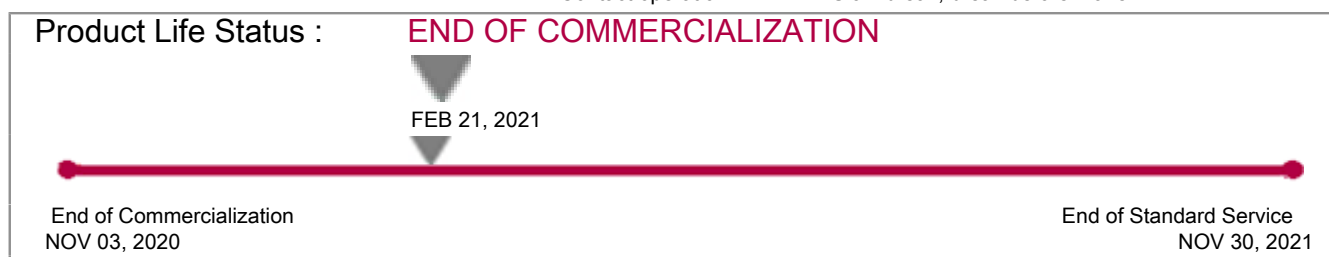 Product Life Status : END OF COMMERCIALIZATION
FEB 21, 2021
End of Commercialization End of Standard Service
NOV 03, 2020 NOV 30, 2021